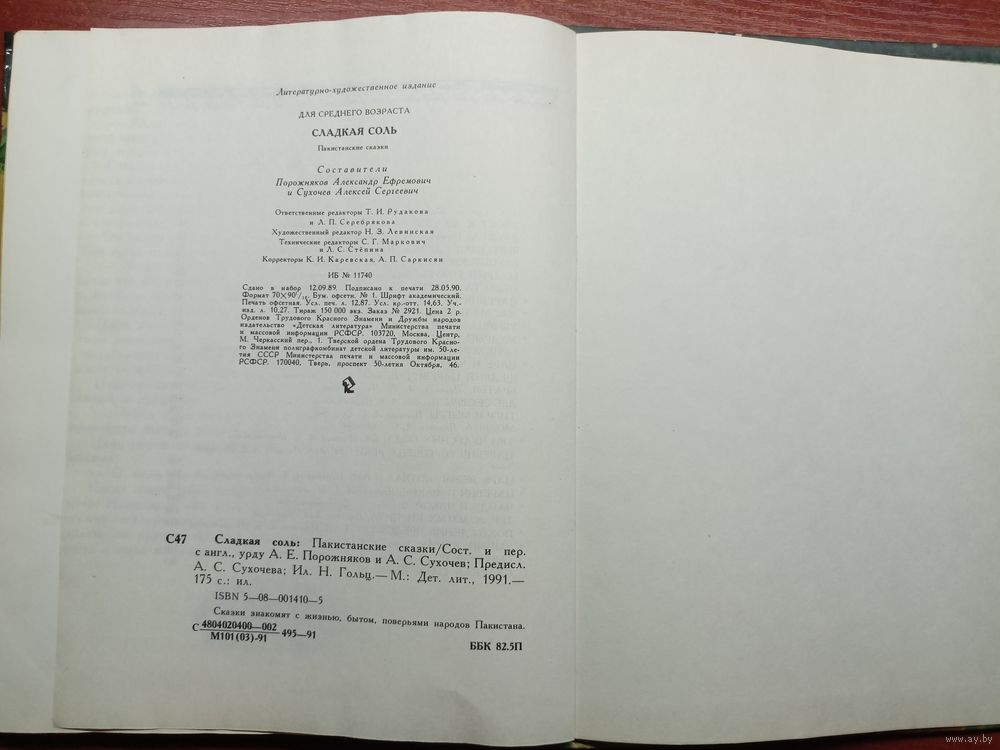 Литературно-художественное издание
ДЛЯ СРЕДНЕГО ВОЗРАСТА
СЛАДКАЯ СОЛЬ
Пакистанские сказки
Составители
Порожняков Александр Ефремович
и Сухочев Алексей Сергеевич
Ответственные редакторы Т. И. Рудакова
и Л. П. Серебрякова
Художественный редактор Н. З. Левинская
Технические редакторы С. Г. Маркович
и Л. С. Стёпина
Корректоры К. И. Каревская, А. П. Саркисян
ИБ № 11740
Сдано в набор 12.09.89. Подписано к печати 28.05.90.
Формат 70×90¹/₁₆. Бум. офсетн. № 1. Шрифт академический.
Печать офсетная. Усл. печ. л. 12,87. Усл. кр.-отт. 14,63. Уч.-
изд. л. 10,27. Тираж 150 000 экз. Заказ № 2921. Цена 2 р.
Орденов Трудового Красного Знамени и Дружбы народов
издательство «Детская литература» Министерства печати
и массовой информации РСФСР. 103720, Москва, Центр,
М. Черкасский пер., 1. Тверской ордена Трудового Красно-
го Знамени полиграфкомбинат детской литературы им. 50-ле-
тия СССР Министерства печати и массовой информации
РСФСР. 170040, Тверь, проспект 50-летия Октября, 46.
С47 Сладкая соль: Пакистанские сказки/Сост. и пер.
с англ., урду А. Е. Порожняков и А. С. Сухочев; Предисл.
А. С. Сухочева; Ил. Н. Гольц.— М.: Дет. лит., 1991.—
175 с.: ил.
ISBN 5—08—001410—5
Сказки знакомят с жизнью, бытом, поверьями народов Пакистана.
С 4804020400—002
М101(03)-91 495—91
ББК 82.5П
www.ay.by